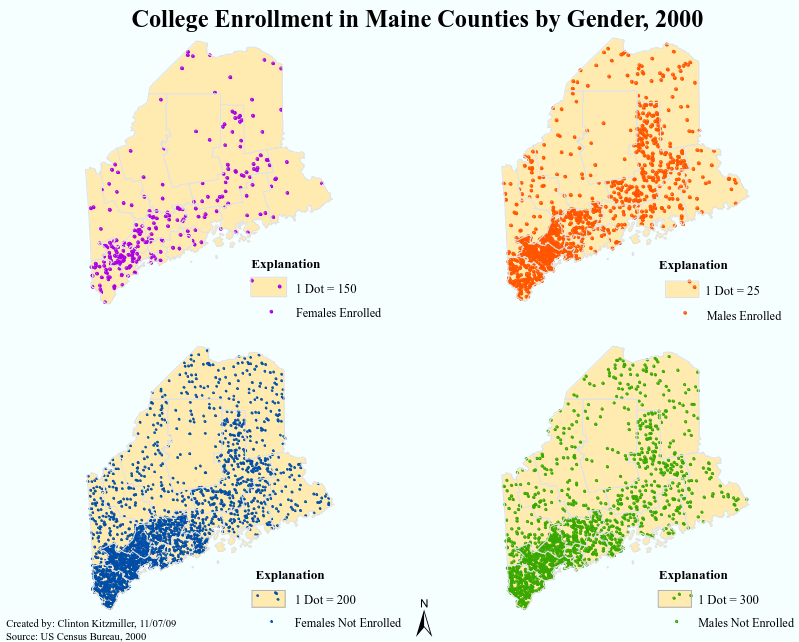 College Enrollment in Maine Counties by Gender, 2000
Explanation
1 Dot = 150
Females Enrolled
Explanation
1 Dot = 25
Males Enrolled
Explanation
1 Dot = 200
Females Not Enrolled
Explanation
1 Dot = 300
Males Not Enrolled
N
Created by: Clinton Kitzmiller, 11/07/09
Source: US Census Bureau, 2000